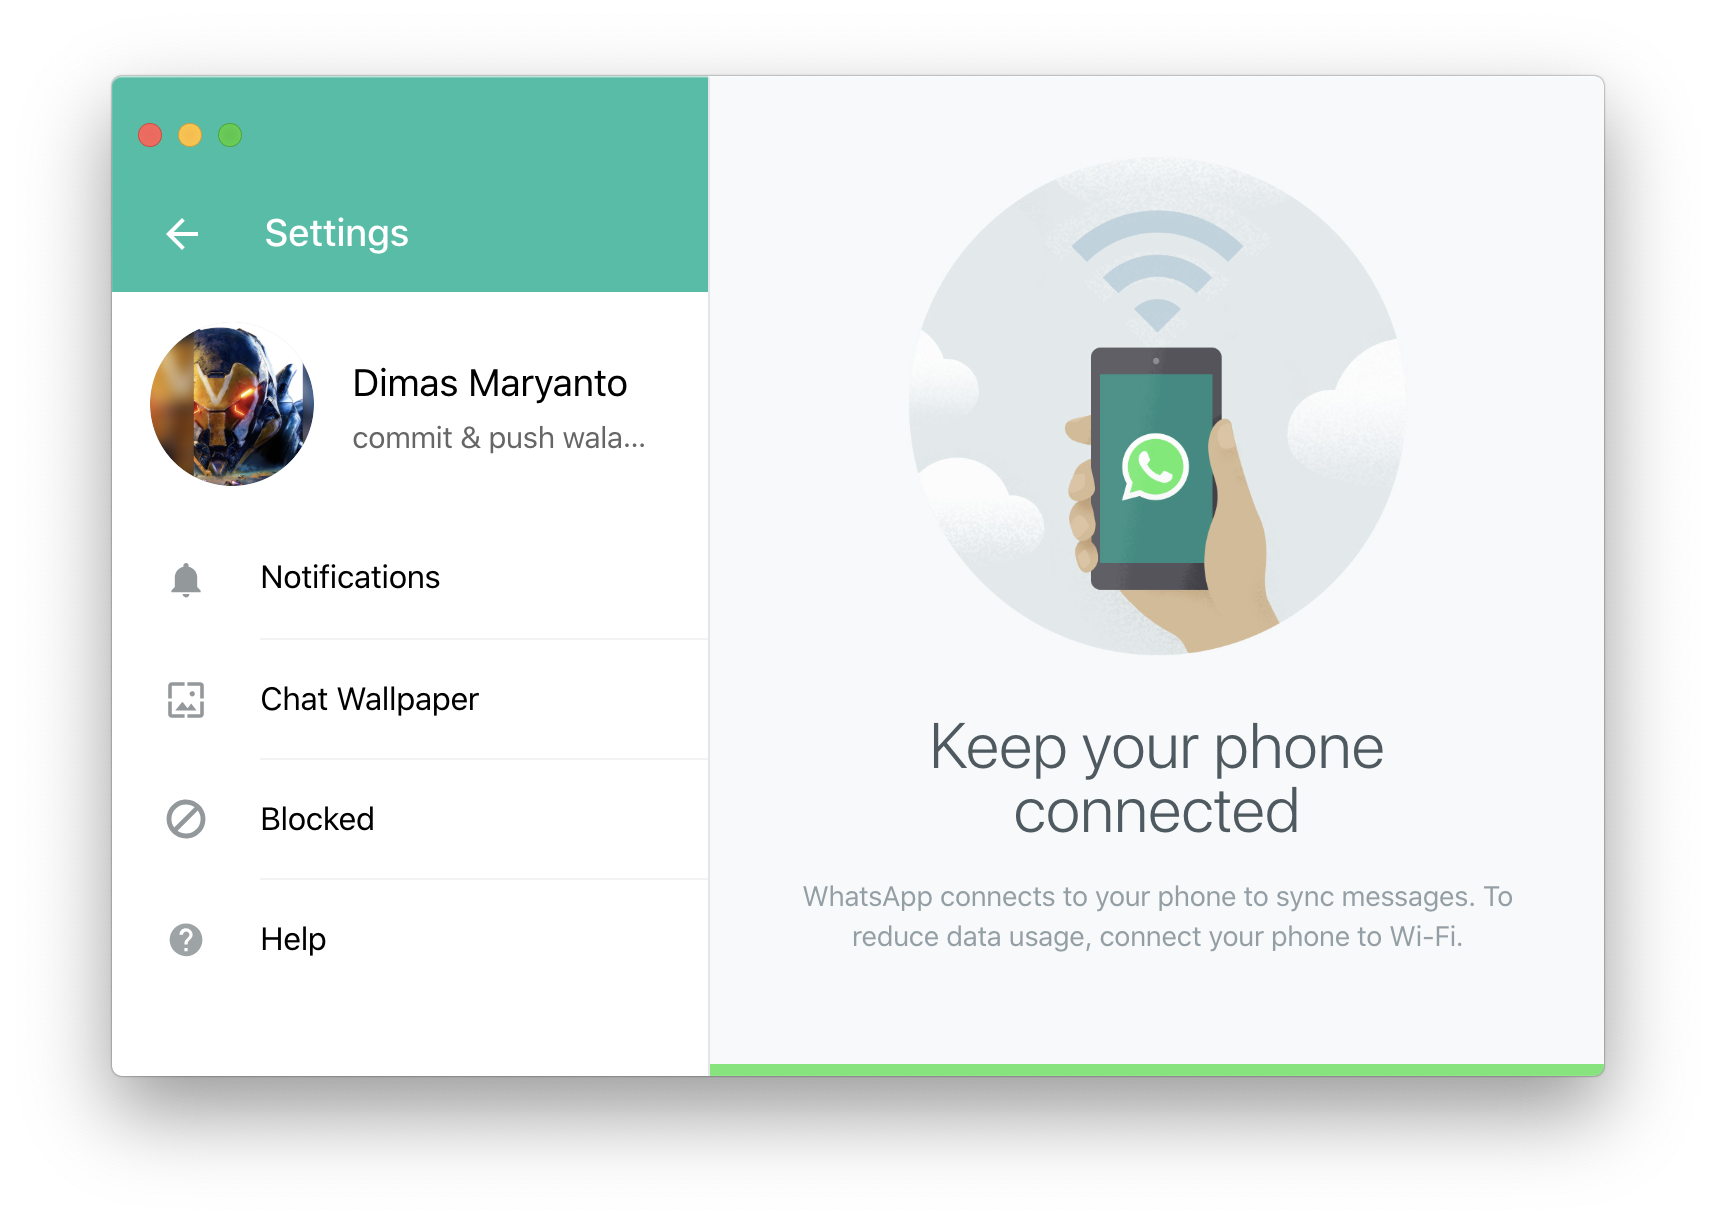 Settings
Dimas Maryanto
commit & push wala...
Notifications
Chat Wallpaper
Blocked
Help
Keep your phone
connected
WhatsApp connects to your phone to sync messages. To
reduce data usage, connect your phone to Wi-Fi.